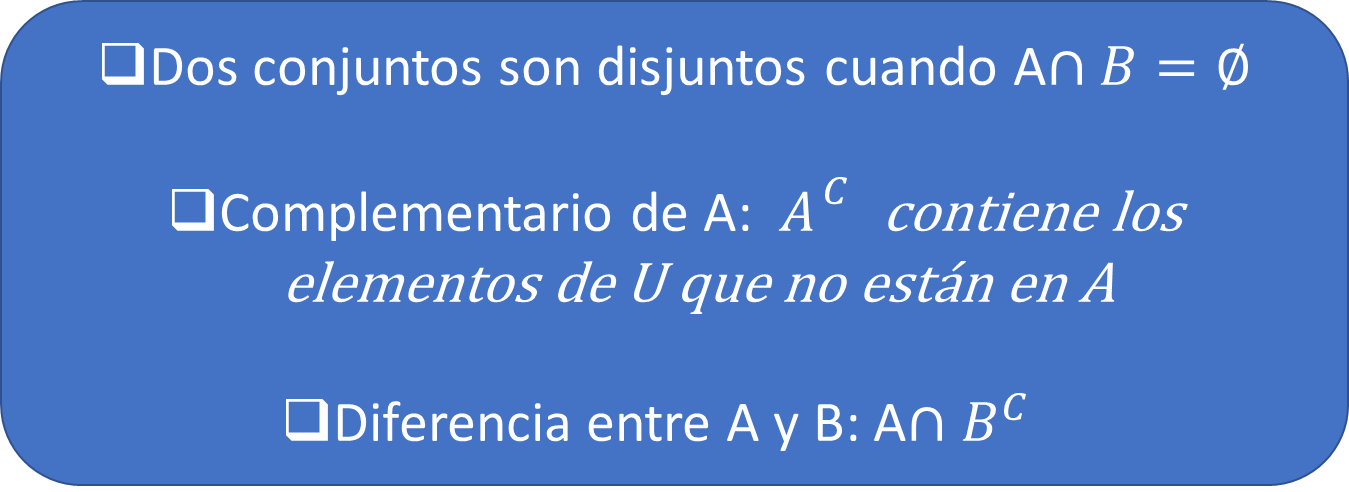 ❑Dos conjuntos son disjuntos cuando A∩ B = ∅
❑Complementario de A: A^C contiene los
elementos de U que no están en A
❑Diferencia entre A y B: A∩ B^C